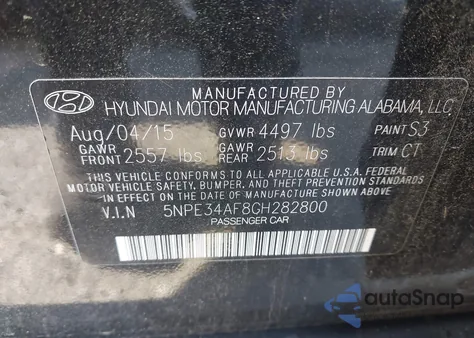 MANUFACTURED BY
HYUNDAI MOTOR MANUFACTURING ALABAMA, LLC.
Aug/04/15 GVWR 4497 lbs PAINT S3
GAWR FRONT 2557 lbs GAWR REAR 2513 lbs TRIM CT
THIS VEHICLE CONFORMS TO ALL APPLICABLE U.S.A FEDERAL
MOTOR VEHICLE SAFETY, BUMPER, AND THEFT PREVENTION STANDARDS
IN EFFECT ON THE DATE OF MANUFACTURE SHOWN ABOVE
V.I.N 5NPE34AF8GH282800
PASSENGER CAR
autoSnap